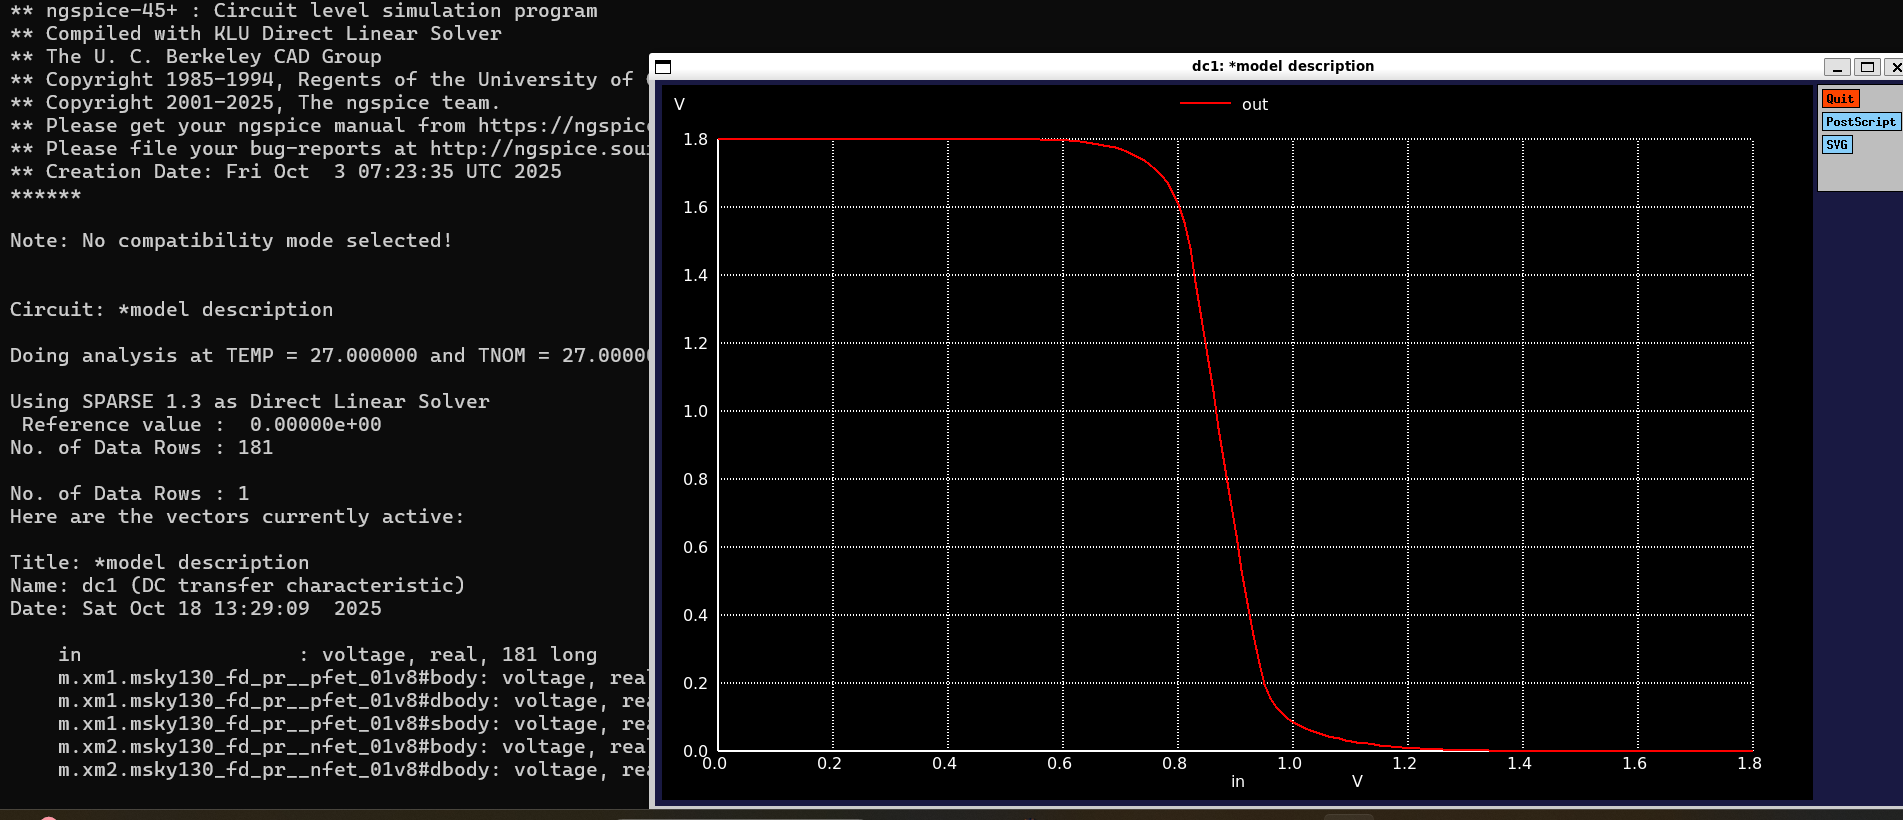 ** ngspice-45+ : Circuit level simulation program
** Compiled with KLU Direct Linear Solver
** The U. C. Berkeley CAD Group
** Copyright 1985-1994, Regents of the University of
** Copyright 2001-2025, The ngspice team.
** Please get your ngspice manual from https://ngspice
** Please file your bug-reports at http://ngspice.sou
** Creation Date: Fri Oct  3 07:23:35 UTC 2025
******
Note: No compatibility mode selected!
Circuit: *model description
Doing analysis at TEMP = 27.000000 and TNOM = 27.0000
Using SPARSE 1.3 as Direct Linear Solver
Reference value :  0.00000e+00
No. of Data Rows : 181
No. of Data Rows : 1
Here are the vectors currently active:
Title: *model description
Name: dc1 (DC transfer characteristic)
Date: Sat Oct 18 13:29:09  2025
in                  : voltage, real, 181 long
m.xm1.msky130_fd_pr__pfet_01v8#body: voltage, real
m.xm1.msky130_fd_pr__pfet_01v8#dbody: voltage, rea
m.xm1.msky130_fd_pr__pfet_01v8#sbody: voltage, rea
m.xm2.msky130_fd_pr__nfet_01v8#body: voltage, real
m.xm2.msky130_fd_pr__nfet_01v8#dbody: voltage, rea
dc1: *model description
V
out
1.8
1.6
1.4
1.2
1.0
0.8
0.6
0.4
0.2
0.0
0.0 0.2 0.4 0.6 0.8 1.0 1.2 1.4 1.6 1.8
in V
Quit
PostScript
SVG